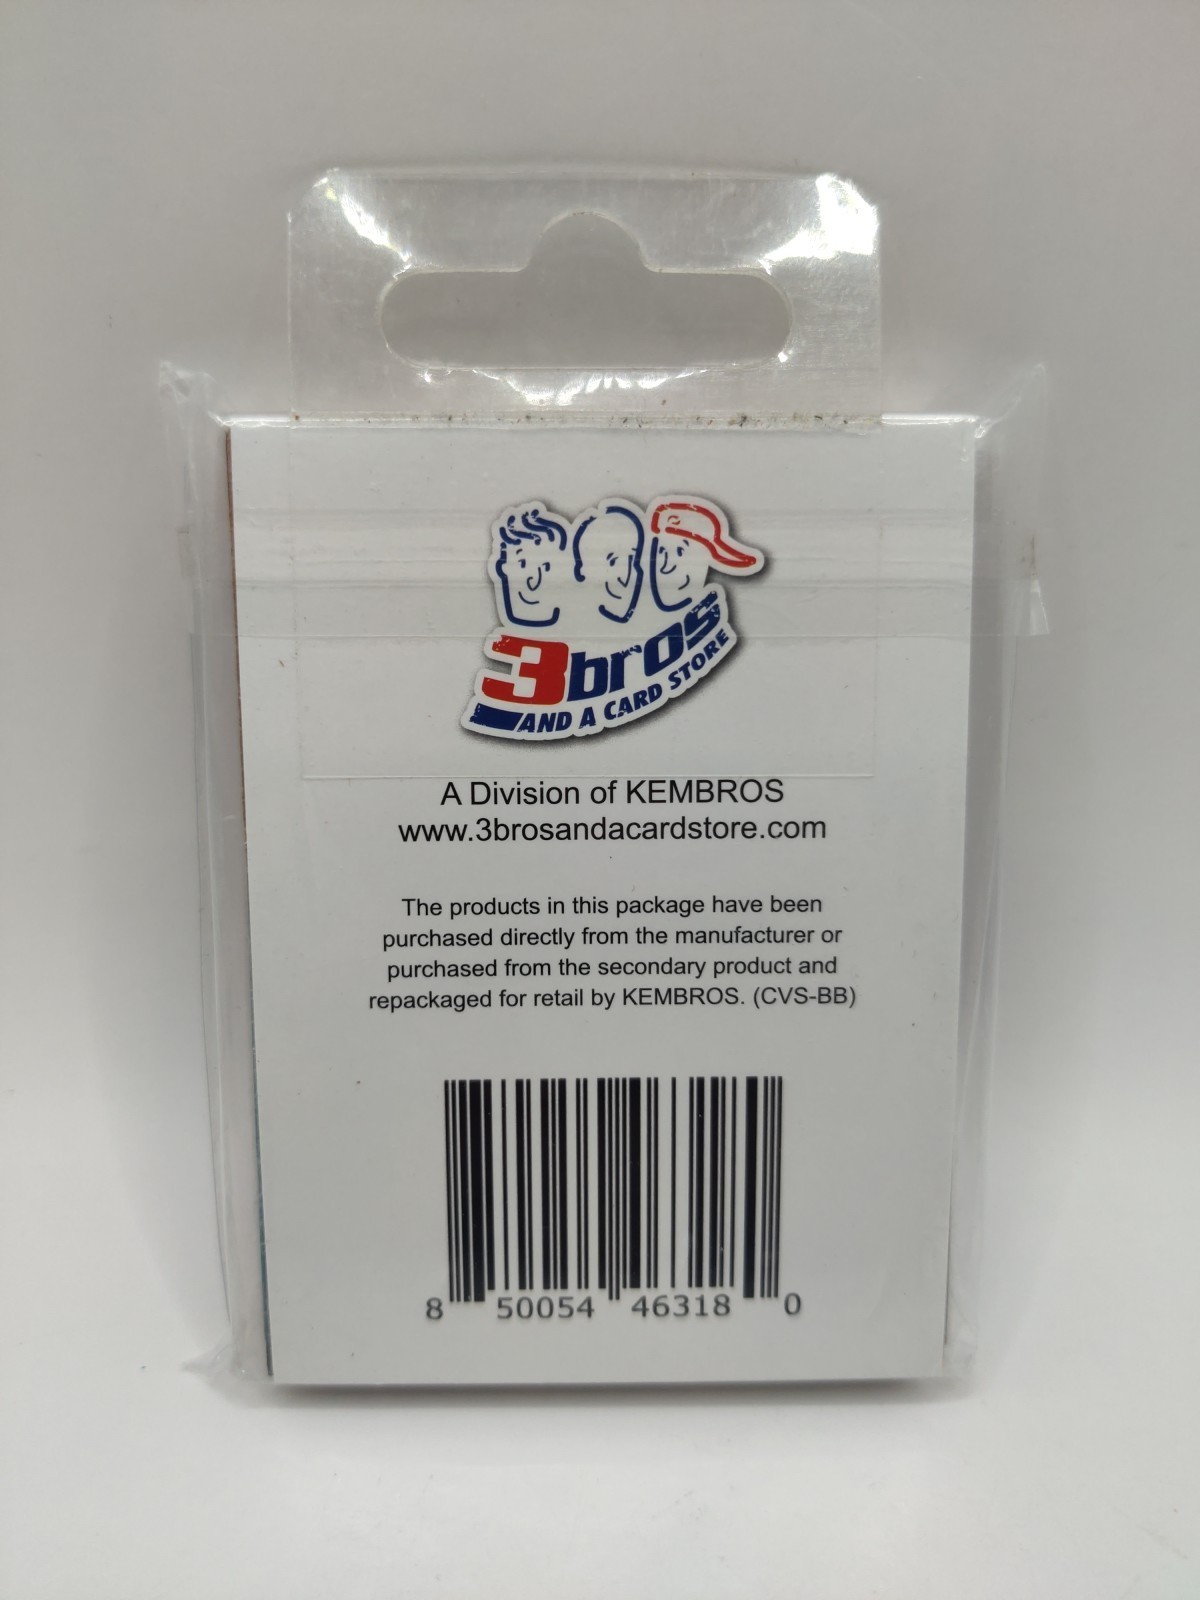 3bros
AND A CARD STORE
A Division of KEMBROS
www.3brosandacardstore.com
The products in this package have been
purchased directly from the manufacturer or
purchased from the secondary product and
repackaged for retail by KEMBROS. (CVS-BB)
8 50054 46318 0